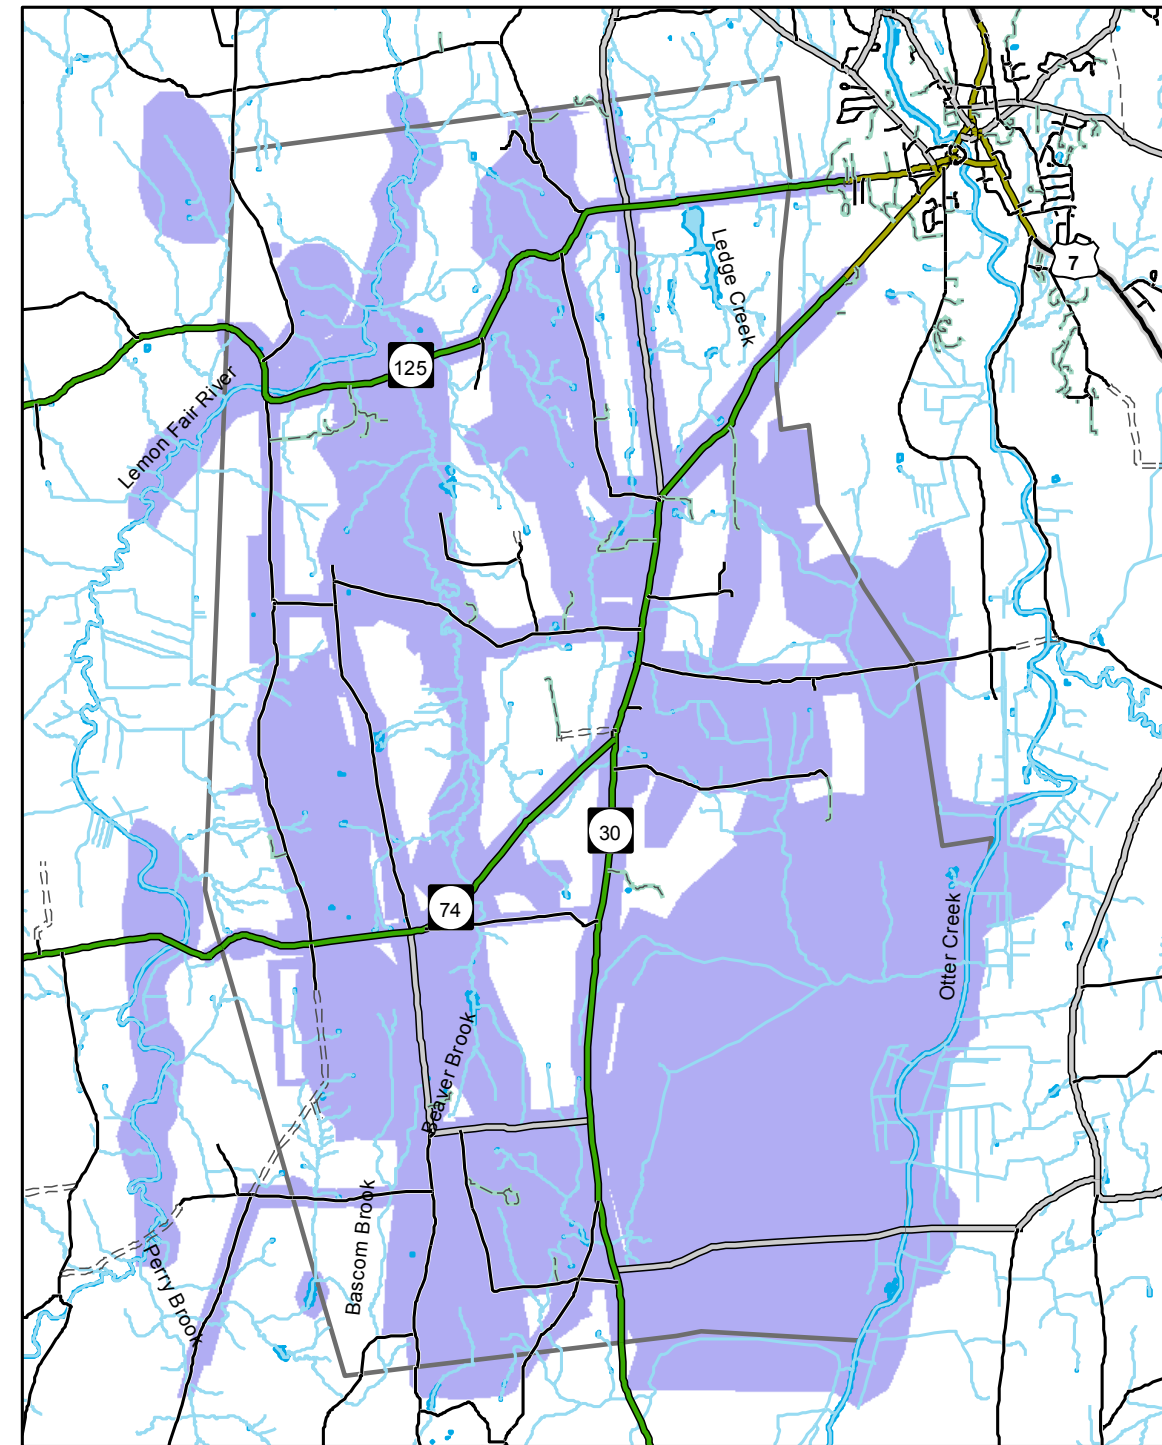 7
Ledge Creek
125
Lemon Fair River
30
74
Otter Creek
Beaver Brook
Bascom Brook
Perry Brook